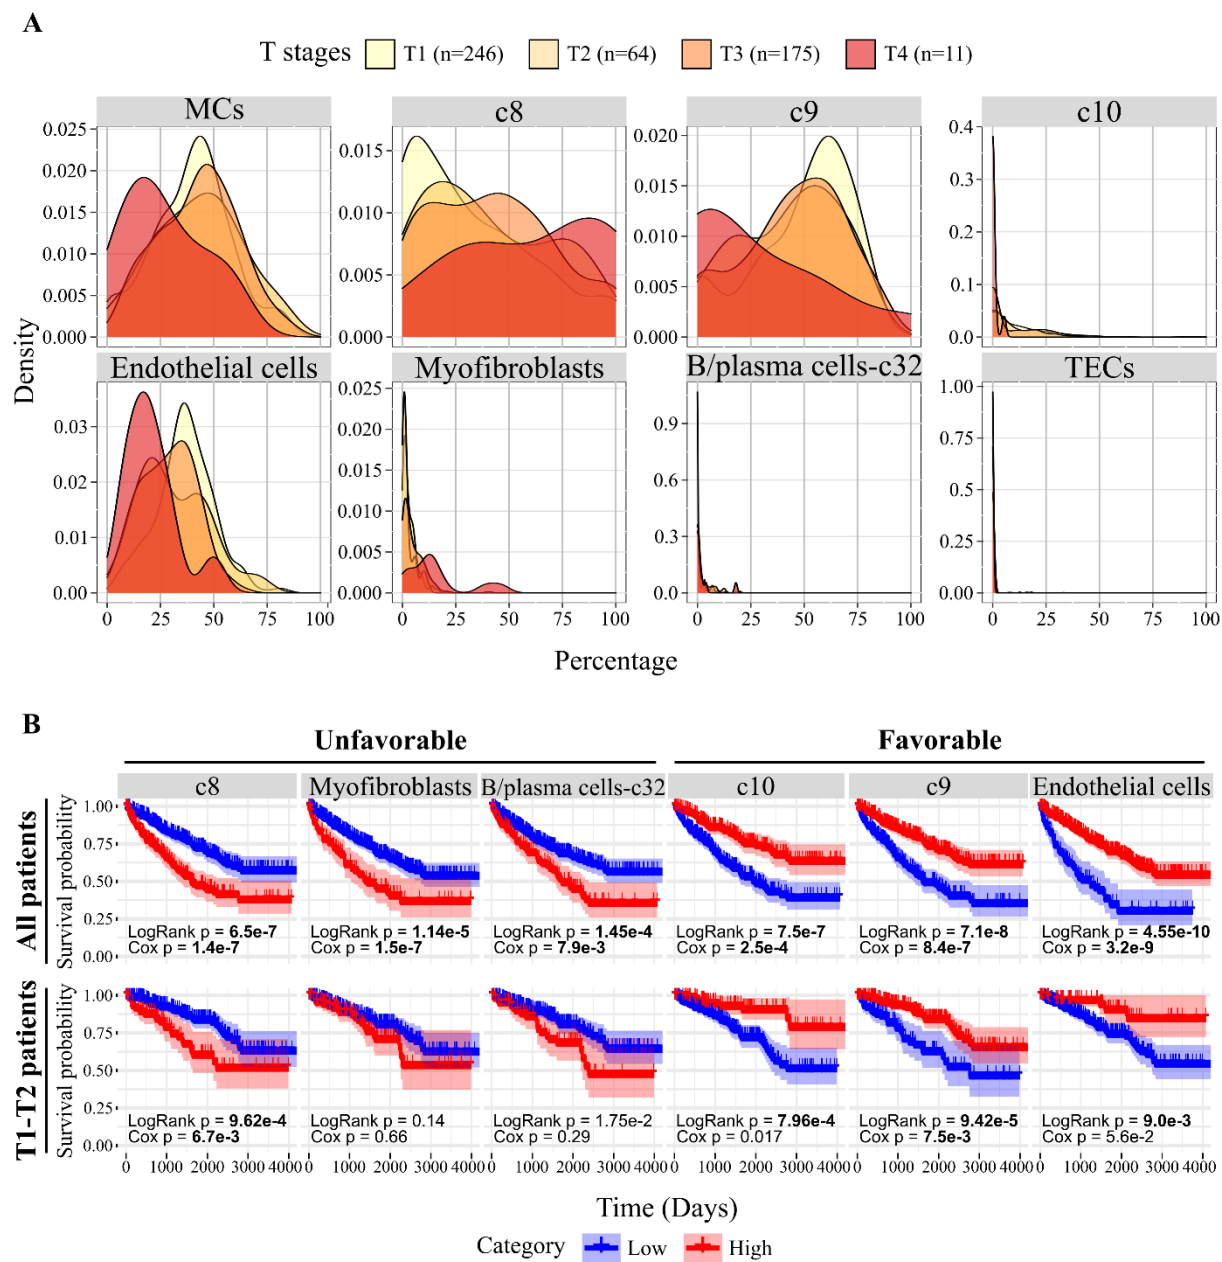 A
T stages T1 (n=246) T2 (n=64) T3 (n=175) T4 (n=11)
MCs c8 c9 c10
0.025 0.020 0.015 0.010 0.005 0.000
0.015 0.010 0.005 0.000
0.020 0.015 0.010 0.005 0.000
0.4 0.3 0.2 0.1 0.0
Density
Endothelial cells Myofibroblasts B/plasma cells-c32 TECs
0.03 0.02 0.01 0.00
0.025 0.020 0.015 0.010 0.005 0.000
0.9 0.6 0.3 0.0
1.00 0.75 0.5 0.25 0.00
0 25 50 75 100 0 25 50 75 100 0 25 50 75 100 0 25 50 75 100
Percentage
B
Unfavorable Favorable
c8 Myofibroblasts B/plasma cells-c32 c10 c9 Endothelial cells
All patients
Survival probability
1.00
0.75
0.50
0.25
0.00
LogRank p = 6.5e-7 LogRank p = 1.14e-5 LogRank p = 1.45e-4 LogRank p = 7.5e-7 LogRank p = 7.1e-8 LogRank p = 4.55e-10
Cox p = 1.4e-7 Cox p = 1.5e-7 Cox p = 7.9e-3 Cox p = 2.5e-4 Cox p = 8.4e-7 Cox p = 3.2e-9
T1-T2 patients
Survival probability
1.00
0.75
0.50
0.25
0.00
LogRank p = 9.62e-4 LogRank p = 0.14 LogRank p = 1.75e-2 LogRank p = 7.96e-4 LogRank p = 9.42e-5 LogRank p = 9.0e-3
Cox p = 6.7e-3 Cox p = 0.66 Cox p = 0.29 Cox p = 0.017 Cox p = 7.5e-3 Cox p = 5.6e-2
0 1000 2000 3000 4000 0 1000 2000 3000 4000 0 1000 2000 3000 4000 0 1000 2000 3000 4000 0 1000 2000 3000 4000 0 1000 2000 3000 4000
Time (Days)
Category Low High